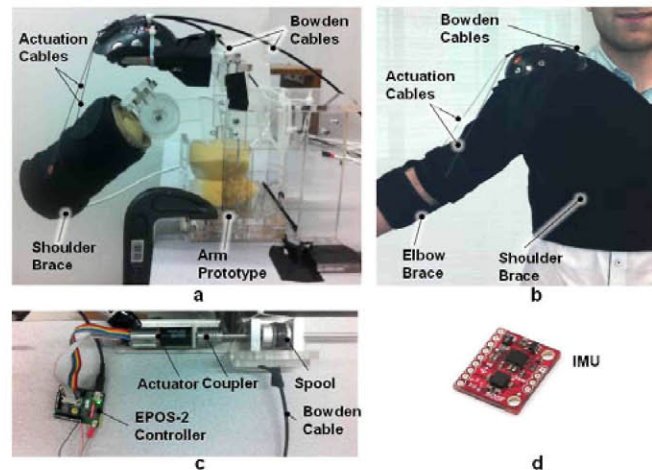 Actuation
Cables
Bowden
Cables
Shoulder
Brace
Arm
Prototype
a
Bowden
Cables
Actuation
Cables
Elbow
Brace
Shoulder
Brace
b
Actuator Coupler
Spool
EPOS-2
Controller
Bowden
Cable
c
IMU
d